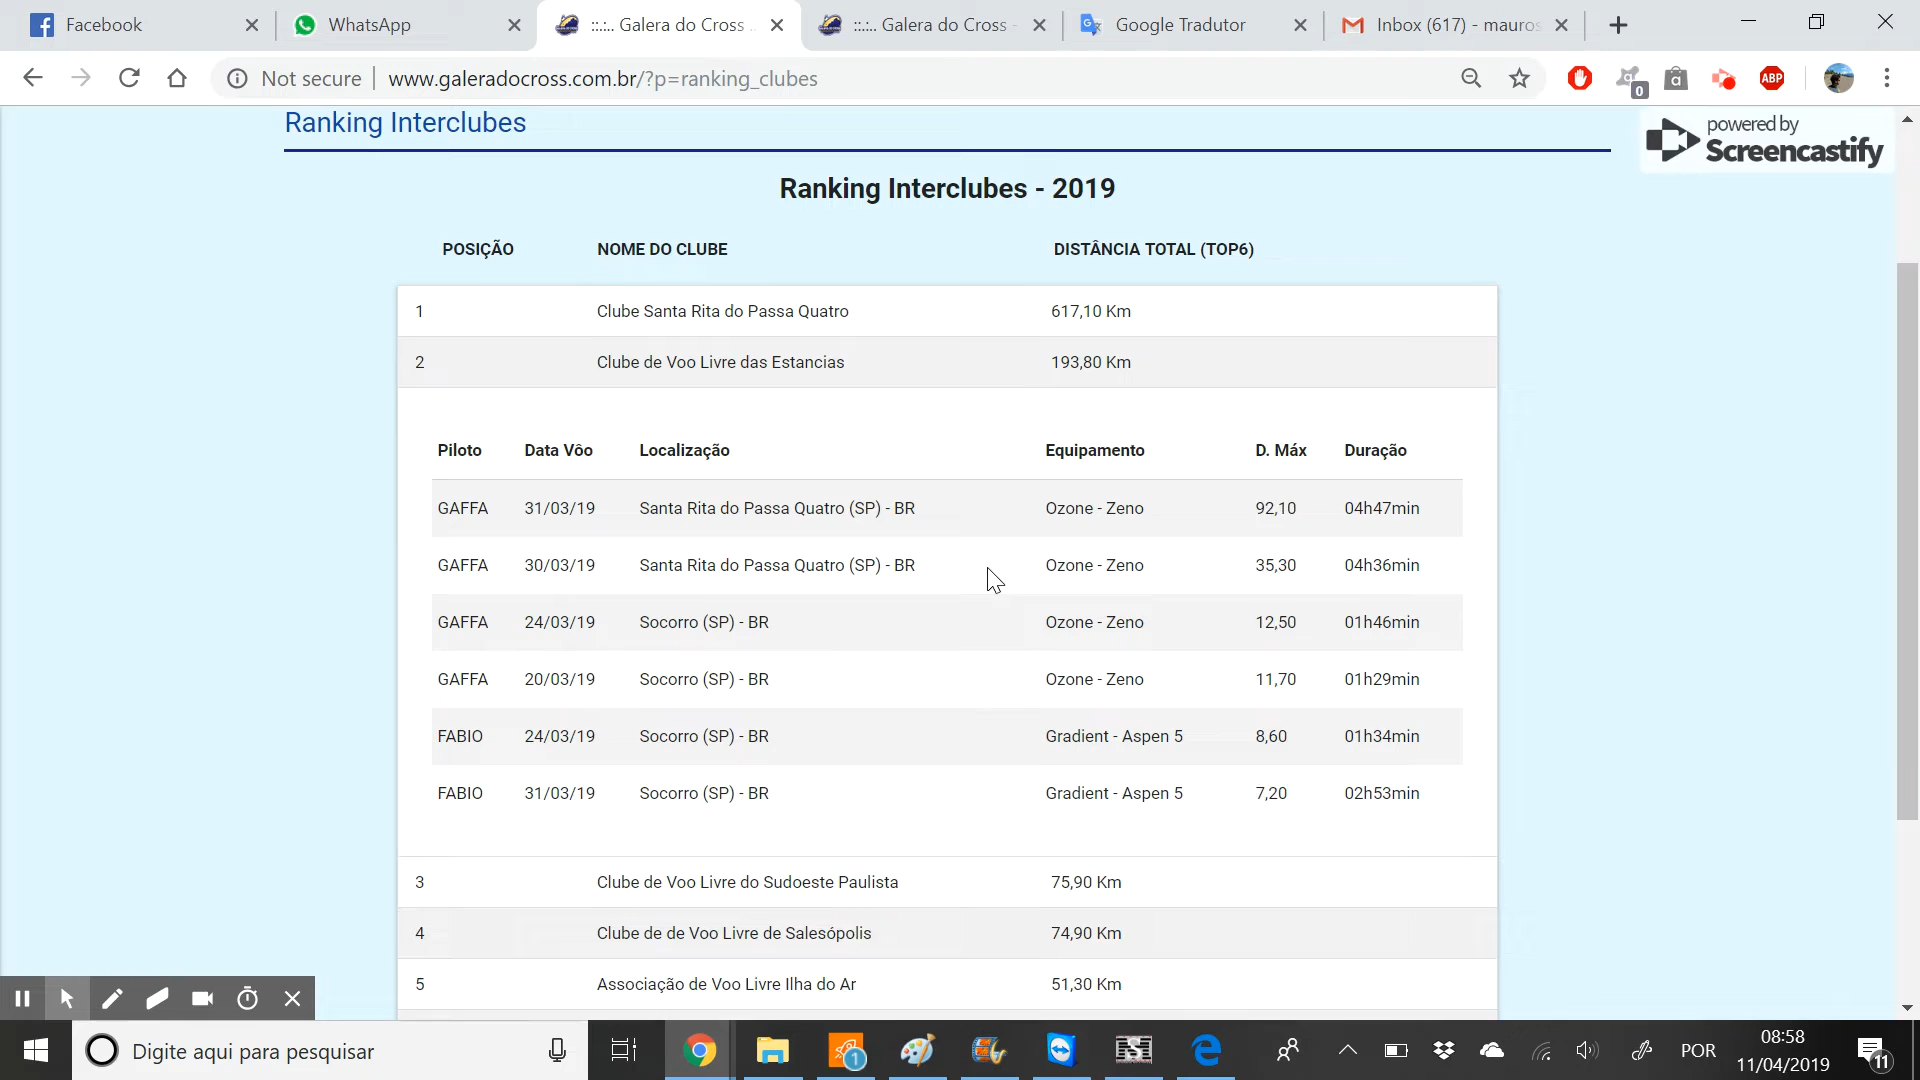 Facebook
WhatsApp
::.:.. Galera do Cross ..
::.:.. Galera do Cross -
Google Tradutor
Inbox (617) - mauros
Not secure | www.galeradocross.com.br/?p=ranking_clubes
0
ABP
Ranking Interclubes
powered by
Screencastify
Ranking Interclubes - 2019
POSIÇÃO NOME DO CLUBE DISTÂNCIA TOTAL (TOP6)
1 Clube Santa Rita do Passa Quatro 617,10 Km
2 Clube de Voo Livre das Estancias 193,80 Km
Piloto Data Vôo Localização Equipamento D. Máx Duração
GAFFA 31/03/19 Santa Rita do Passa Quatro (SP) - BR Ozone - Zeno 92,10 04h47min
GAFFA 30/03/19 Santa Rita do Passa Quatro (SP) - BR Ozone - Zeno 35,30 04h36min
GAFFA 24/03/19 Socorro (SP) - BR Ozone - Zeno 12,50 01h46min
GAFFA 20/03/19 Socorro (SP) - BR Ozone - Zeno 11,70 01h29min
FABIO 24/03/19 Socorro (SP) - BR Gradient - Aspen 5 8,60 01h34min
FABIO 31/03/19 Socorro (SP) - BR Gradient - Aspen 5 7,20 02h53min
3 Clube de Voo Livre do Sudoeste Paulista 75,90 Km
4 Clube de de Voo Livre de Salesópolis 74,90 Km
5 Associação de Voo Livre Ilha do Ar 51,30 Km
Digite aqui para pesquisar
1
POR
08:58
11/04/2019
11